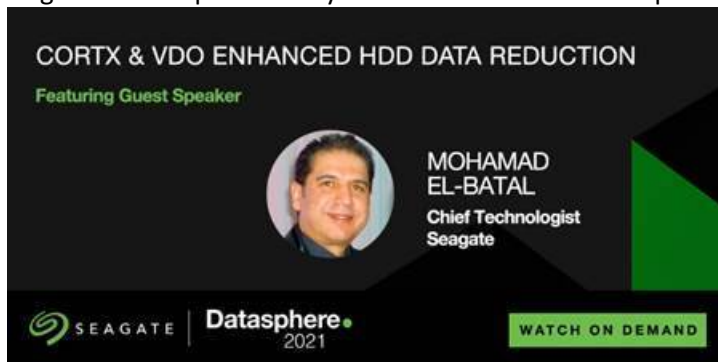 CORTX & VDO ENHANCED HDD DATA REDUCTION
Featuring Guest Speaker
MOHAMAD
EL-BATAL
Chief Technologist
Seagate
SEAGATE
Datasphere.
2021
WATCH ON DEMAND